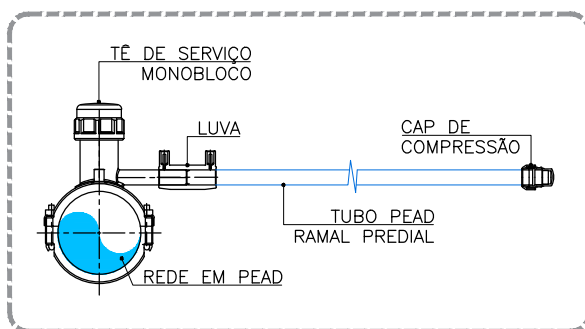 TÊ DE SERVIÇO
MONOBLOCO
LUVA
CAP DE
COMPRESSÃO
TUBO PEAD
RAMAL PREDIAL
REDE EM PEAD